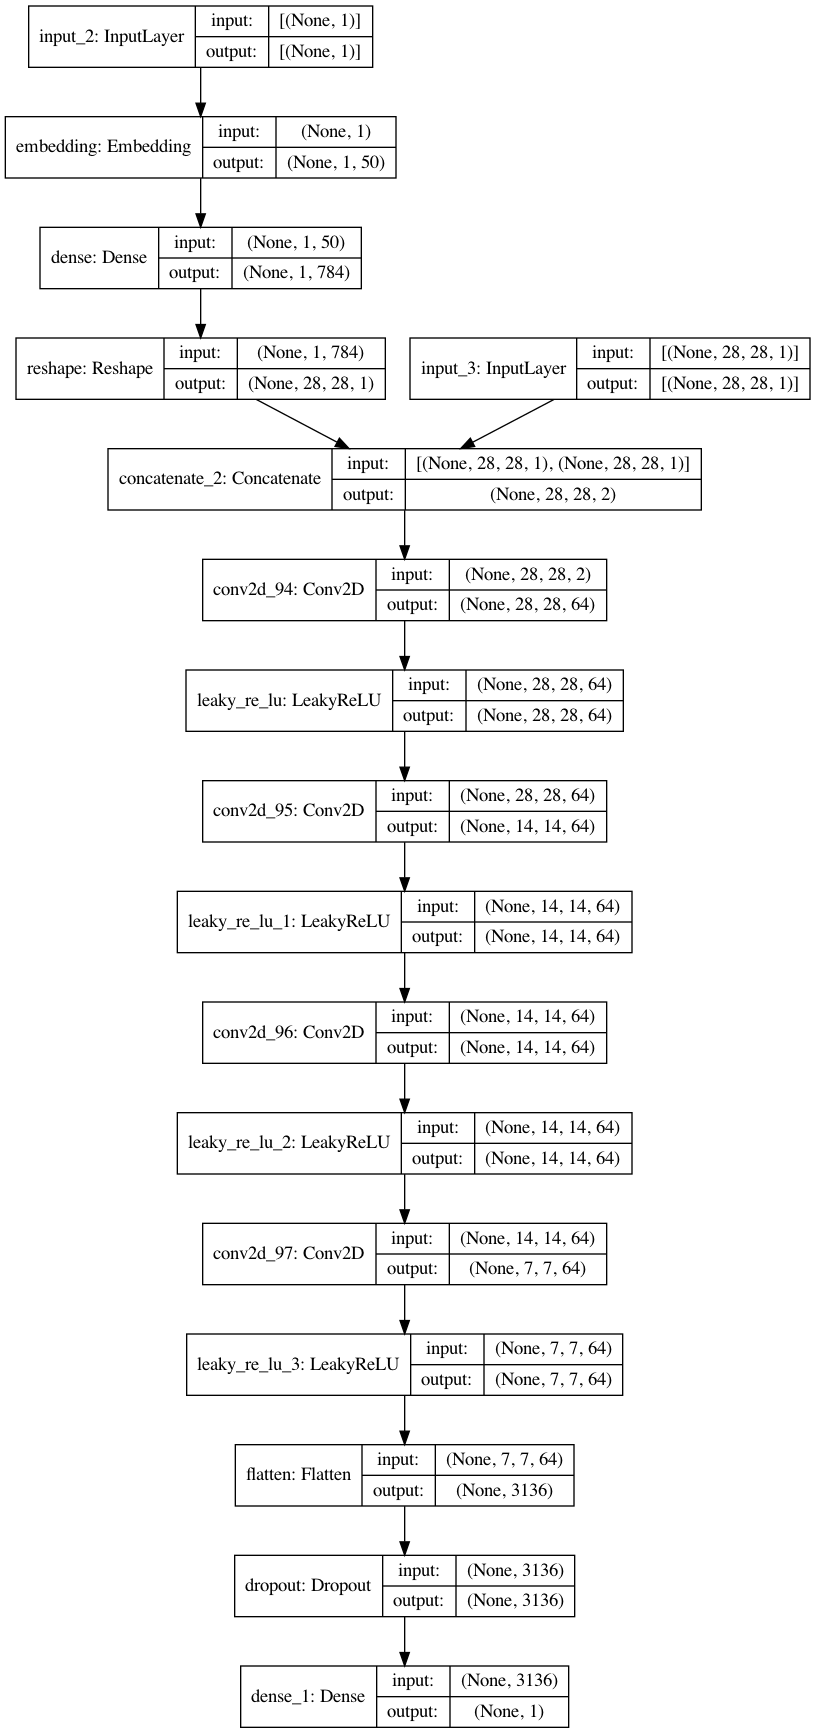 input_2: InputLayer
input: [(None, 1)]
output: [(None, 1)]
embedding: Embedding
input: (None, 1)
output: (None, 1, 50)
dense: Dense
input: (None, 1, 50)
output: (None, 1, 784)
reshape: Reshape
input: (None, 1, 784)
output: (None, 28, 28, 1)
input_3: InputLayer
input: [(None, 28, 28, 1)]
output: [(None, 28, 28, 1)]
concatenate_2: Concatenate
input: [(None, 28, 28, 1), (None, 28, 28, 1)]
output: (None, 28, 28, 2)
conv2d_94: Conv2D
input: (None, 28, 28, 2)
output: (None, 28, 28, 64)
leaky_re_lu: LeakyReLU
input: (None, 28, 28, 64)
output: (None, 28, 28, 64)
conv2d_95: Conv2D
input: (None, 28, 28, 64)
output: (None, 14, 14, 64)
leaky_re_lu_1: LeakyReLU
input: (None, 14, 14, 64)
output: (None, 14, 14, 64)
conv2d_96: Conv2D
input: (None, 14, 14, 64)
output: (None, 14, 14, 64)
leaky_re_lu_2: LeakyReLU
input: (None, 14, 14, 64)
output: (None, 14, 14, 64)
conv2d_97: Conv2D
input: (None, 14, 14, 64)
output: (None, 7, 7, 64)
leaky_re_lu_3: LeakyReLU
input: (None, 7, 7, 64)
output: (None, 7, 7, 64)
flatten: Flatten
input: (None, 7, 7, 64)
output: (None, 3136)
dropout: Dropout
input: (None, 3136)
output: (None, 3136)
dense_1: Dense
input: (None, 3136)
output: (None, 1)